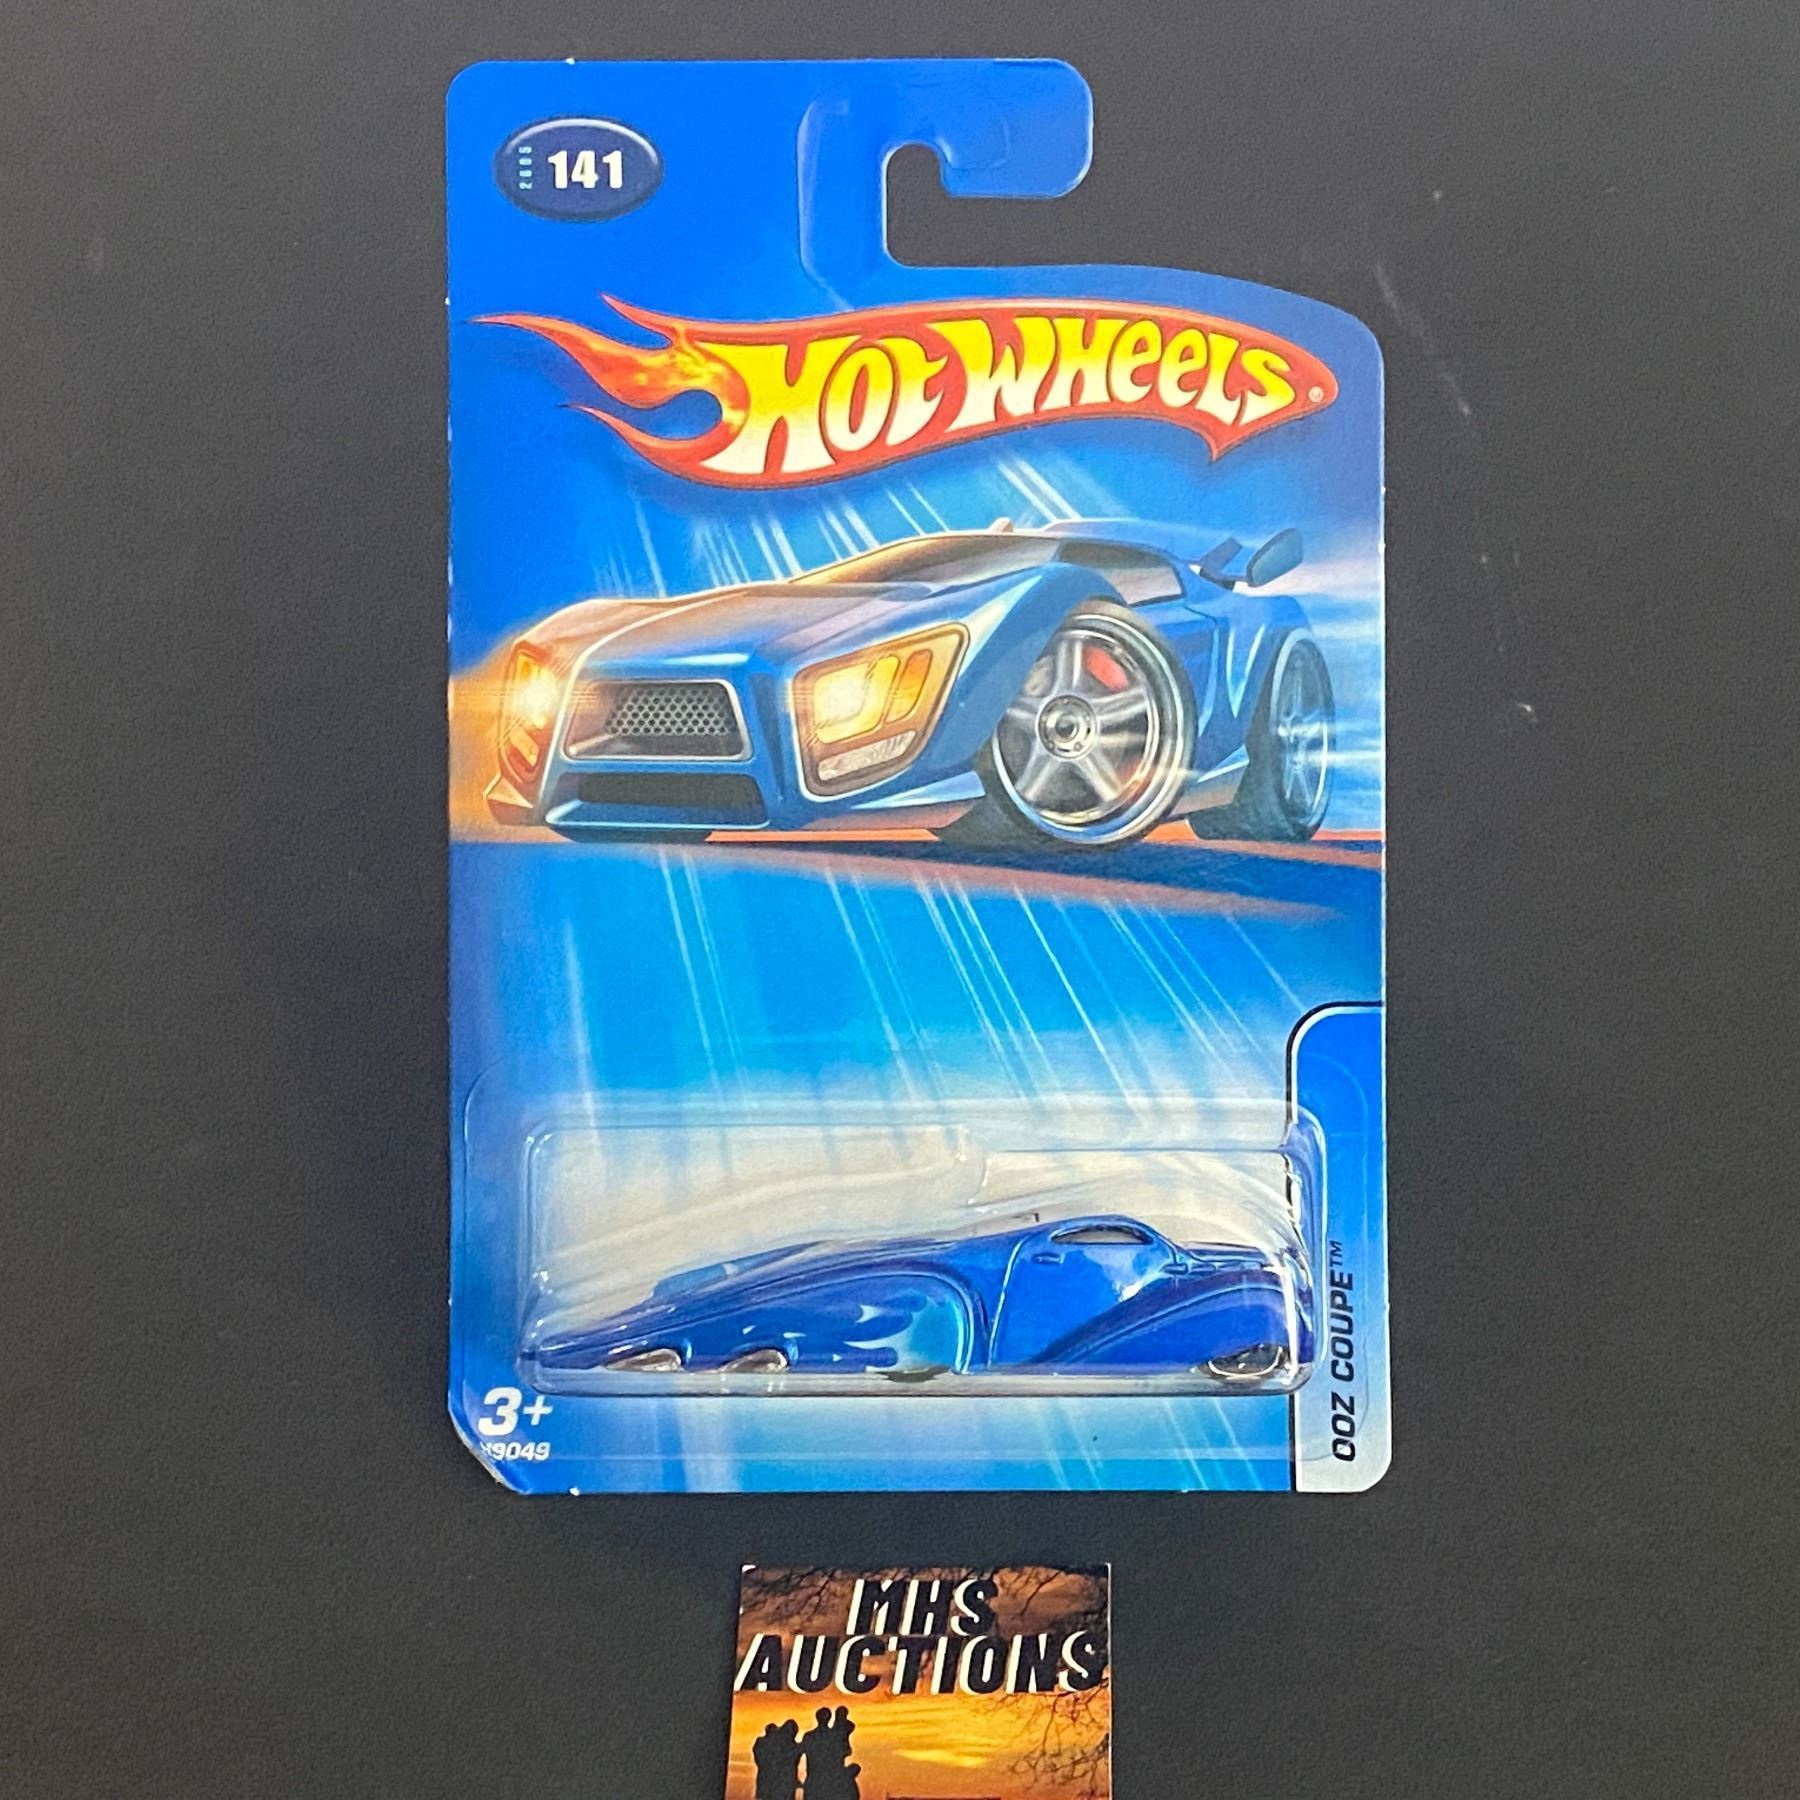 2005 141
HOT WHEELS®
OOZ COUPE™
3+
H9049
MHS
AUCTIONS